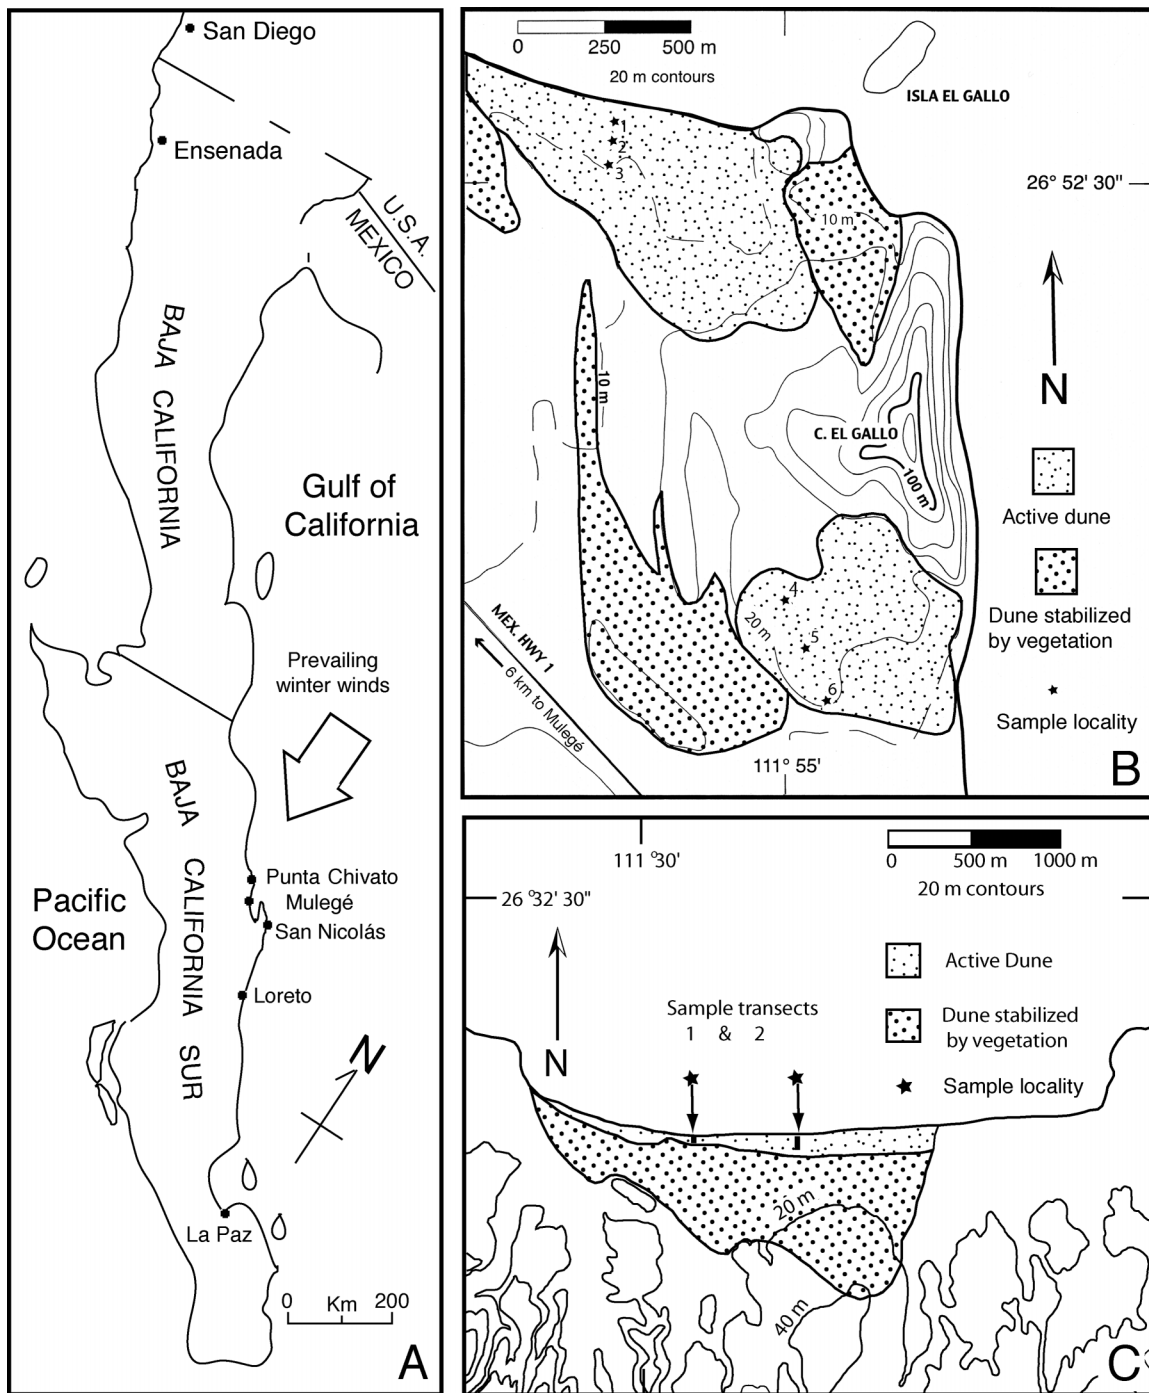 San Diego
Ensenada
U.S.A.
MEXICO
BAJA CALIFORNIA
Gulf of
California
Prevailing
winter winds
BAJA CALIFORNIA SUR
Punta Chivato
Mulegé
San Nicolás
Pacific
Ocean
Loreto
N
La Paz
0 Km 200
A
0 250 500 m
20 m contours
ISLA EL GALLO
1
2
3
26° 52' 30"
10 m
N
10 m
C. EL GALLO
100 m
Active dune
4
20 m
5
6
Dune stabilized
by vegetation
MEX. HWY 1
6 km to Mulegé
Sample locality
111° 55'
B
111 °30'
0 500 m 1000 m
20 m contours
26 °32' 30"
Active Dune
Sample transects
1 & 2
Dune stabilized
by vegetation
N
Sample locality
20 m
40 m
C